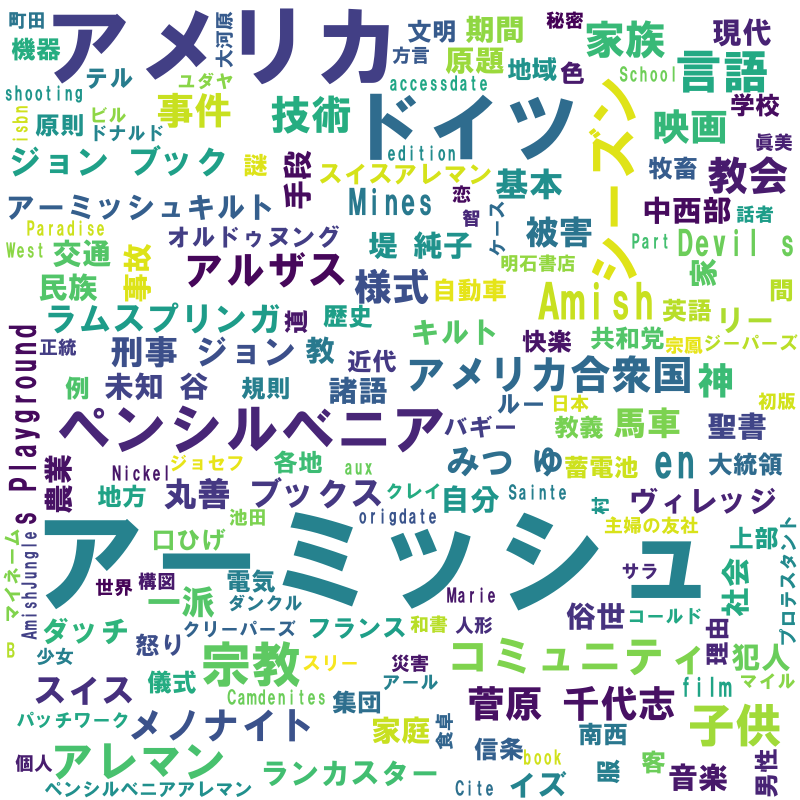 町田
アメリカ
大河原
文明
期間
秘密
家族
現代
機器
方言
原題
地域
色
言語
テル
ユダヤ
accessdate
School
shooting
事件
技術
ドイツ
シーズン
映画
学校
isbn
原則
ビル
ドナルド
edition
眞美
ジョン ブック
謎
手段
スイスアレマン
基本
牧畜
教会
アーミッシュキルト
Mines
恋
智
ケース
被害
中西部
話者
Paradise
West
交通
事故
オルドゥヌング
堤 純子
明石書店
Part
Devil s
民族
アルザス
様式
自動車
Amish
家
間
ラムスプリンガ
道
歴史
英語
リー
正統
刑事 ジョン
教
近代
キルト
快楽
共和党
宗鳳
ジーパーズ
s Playground
例
未知 谷
規則
諸語
アメリカ合衆国
神
ペンシルベニア
バギー
ルー
日本
教義
馬車
聖書
初版
農業
Nickel
ジョセフ
各地
aux
みつ ゆ
蓄電池
en
大統領
地方
丸善 ブックス
クレイ
自分
Sainte
村
ヴィレッジ
池田
origdate
主婦の友社
マイネーム
AmishJungle
アーミッシュ
口ひげ
上部
プロテスタント
世界
構図
電気
サラ
社会
一派
ダンクル
Marie
俗世
コールド
B
ダッチ
怒り
クリーパーズ
フランス
和書
人形
理由
少女
宗教
スリー
災害
コミュニティ
犯人
スイス
儀式
Camdenites
アール
集団
film
マイル
パッチワーク
メノナイト
家庭
食卓
菅原 千代志
南西
子供
個人
アレマン
信条
book
服
客
音楽
男性
ペンシルベニアアレマン
ランカスター
Cite
イズ